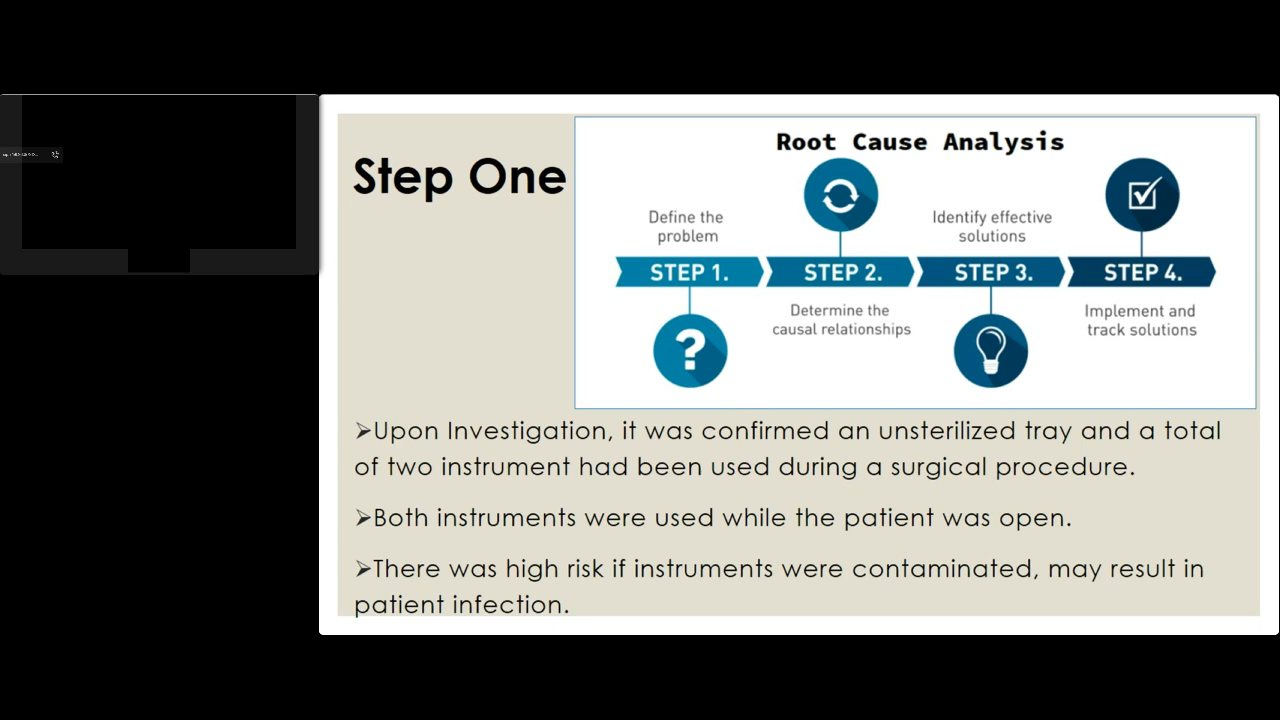 Step One
Root Cause Analysis
Define the
problem
Identify effective
solutions
STEP 1.
STEP 2.
STEP 3.
STEP 4.
Determine the
causal relationships
Implement and
track solutions
➢Upon Investigation, it was confirmed an unsterilized tray and a total
of two instrument had been used during a surgical procedure.
➢Both instruments were used while the patient was open.
➢There was high risk if instruments were contaminated, may result in
patient infection.